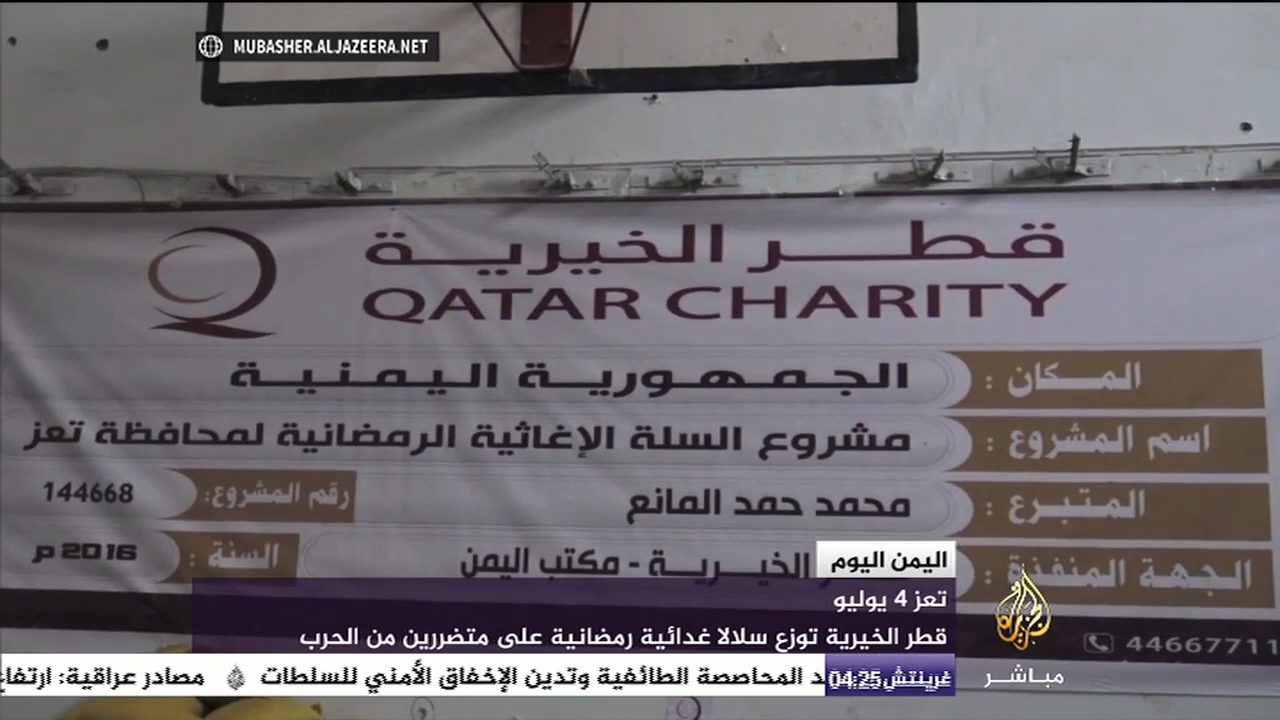 MUBASHER.ALJAZEERA.NET
قطر الخيرية
QATAR CHARITY
المكان : الجمهورية اليمنية
اسم المشروع : مشروع السلة الإغاثية الرمضانية لمحافظة تعز
المتبرع : محمد حمد المانع رقم المشروع: 144668
الجهة المنفذة : الخيرية - مكتب اليمن السنة : 2016 م
44667711
اليمن اليوم
تعز 4 يوليو
قطر الخيرية توزع سلالا غدائية رمضانية على متضررين من الحرب
الجزيرة
مباشر
غرينتش 04:25
المحاصصة الطائفية وتدين الإخفاق الأمني للسلطات مصادر عراقية: